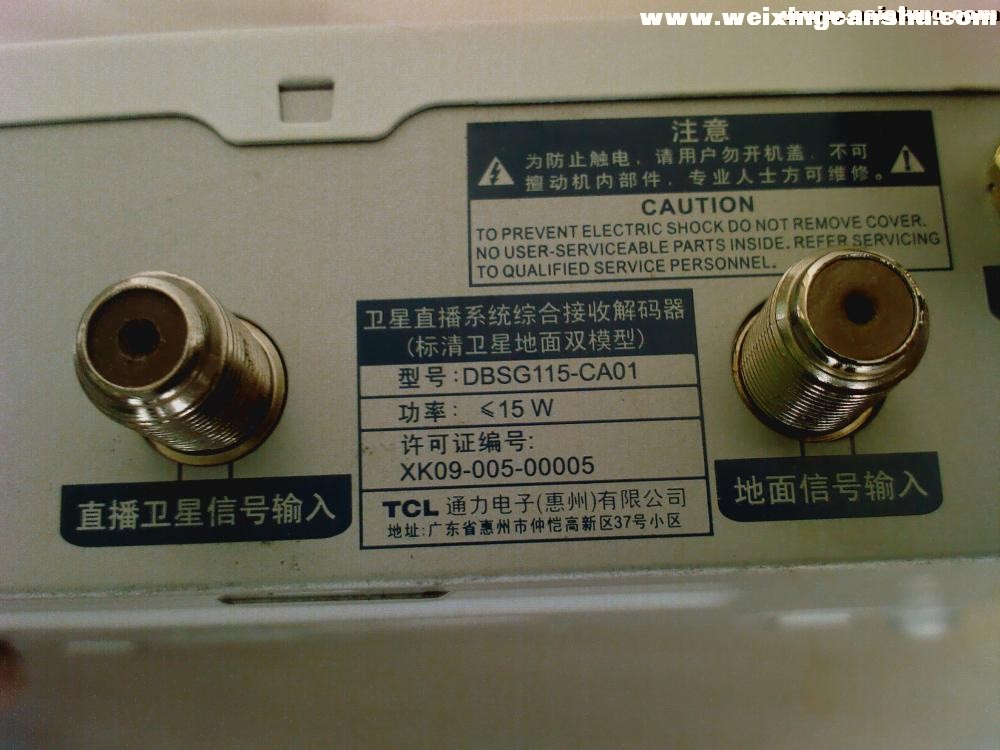 www.weixingcanshu.com
注意
为防止触电，请用户勿开机盖．不可
擅动机内部件，专业人士方可维修。
CAUTION
TO PREVENT ELECTRIC SHOCK DO NOT REMOVE COVER.
NO USER-SERVICEABLE PARTS INSIDE. REFER SERVICING
TO QUALIFIED SERVICE PERSONNEL.
卫星直播系统综合接收解码器
(标清卫星地面双模型)
型号:DBSG115-CA01
功率: ≤15 W
许可证编号:
XK09-005-00005
TCL 通力电子(惠州)有限公司
地址:广东省惠州市仲恺高新区37号小区
直播卫星信号输入
地面信号输入